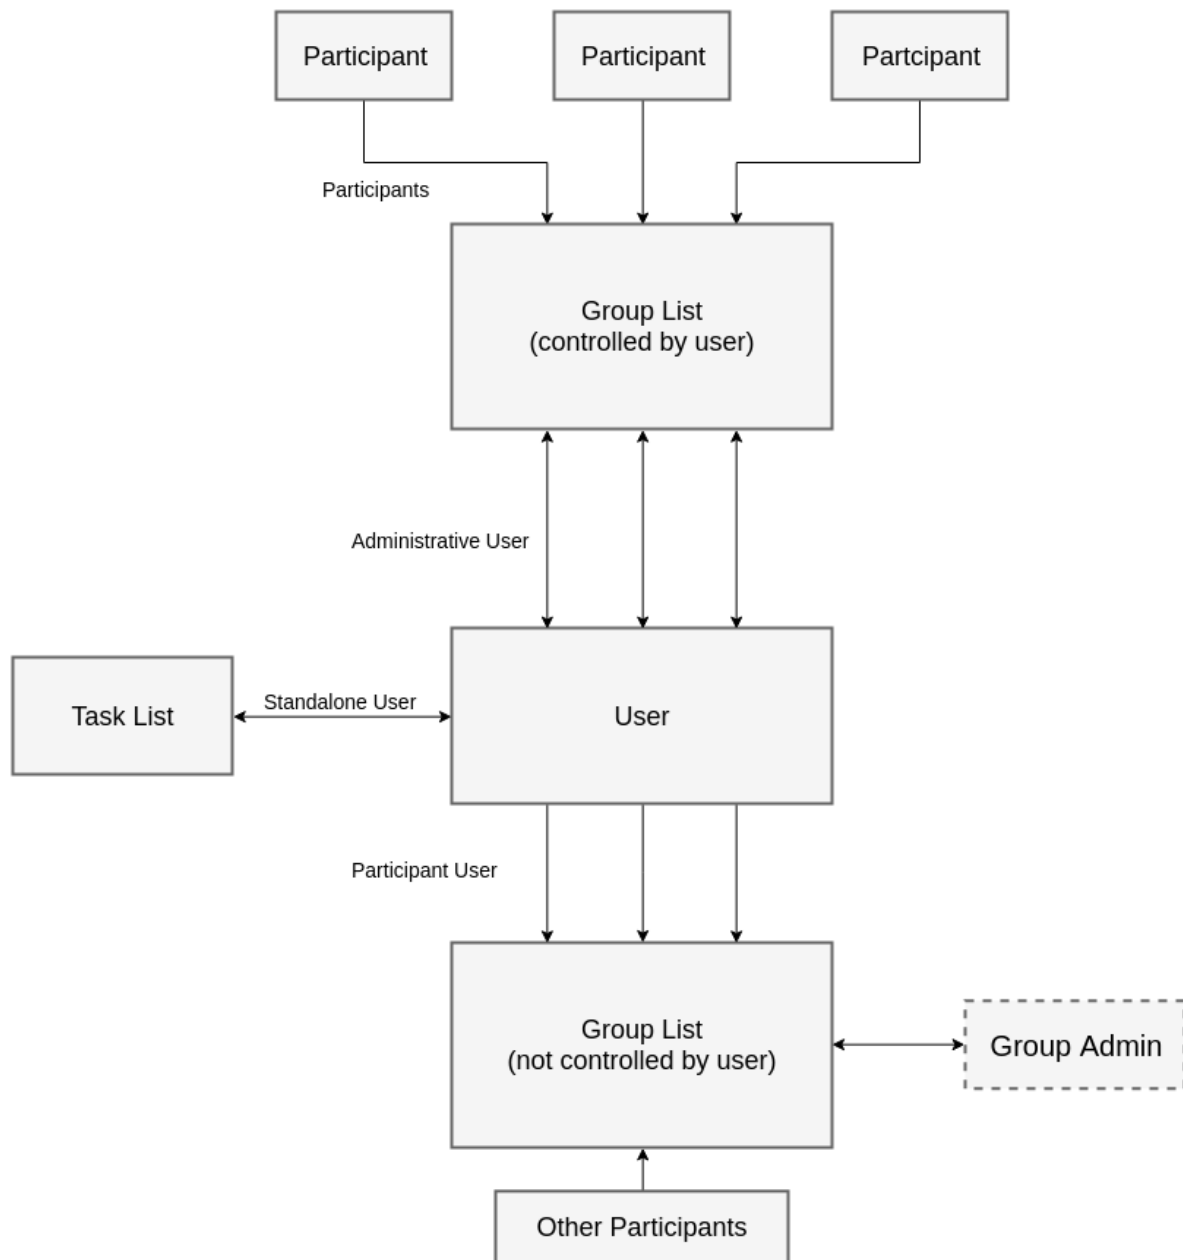 Participant
Participant
Partcipant
Participants
Group List
(controlled by user)
Administrative User
Task List
Standalone User
User
Participant User
Group List
(not controlled by user)
Group Admin
Other Participants